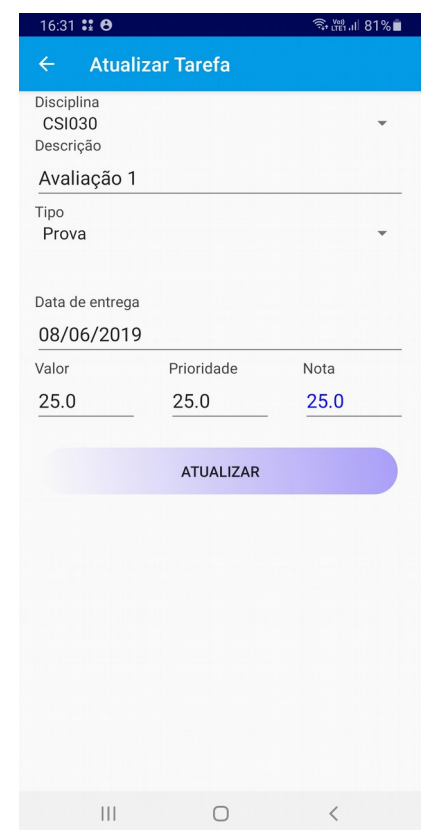 16:31 81%
Atualizar Tarefa
Disciplina
CSI030
Descrição
Avaliação 1
Tipo
Prova
Data de entrega
08/06/2019
Valor Prioridade Nota
25.0 25.0 25.0
ATUALIZAR